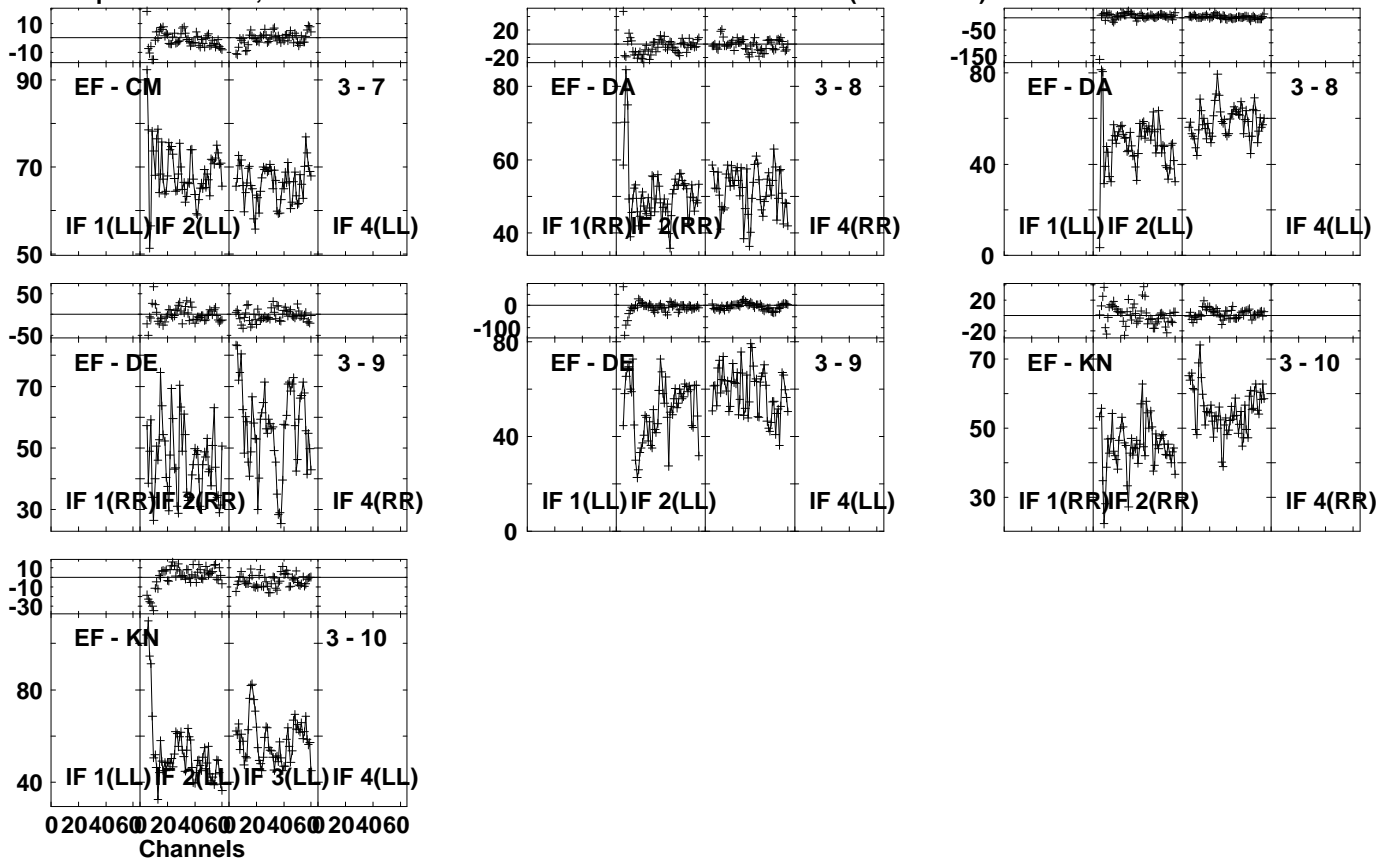 10
-10
90
70
50
EF - CM 3 - 7
IF 1(LL) IF 2(LL) IF 4(LL)
20
-20
80
60
40
EF - DA 3 - 8
IF 1(RR) IF 2(RR) IF 4(RR)
-50
-150
80
40
0
EF - DA 3 - 8
IF 1(LL) IF 2(LL) IF 4(LL)
50
-50
70
50
30
EF - DE 3 - 9
IF 1(RR) IF 2(RR) IF 4(RR)
0
-100
80
40
0
EF - DE 3 - 9
IF 1(LL) IF 2(LL) IF 4(LL)
20
-20
70
50
30
EF - KN 3 - 10
IF 1(RR) IF 2(RR) IF 4(RR)
10
-10
-30
80
40
EF - KN 3 - 10
IF 1(LL) IF 2(LL) IF 3(LL) IF 4(LL)
0 20 40 60 0 20 40 60 0 20 40 60 0 20 40 60
Channels